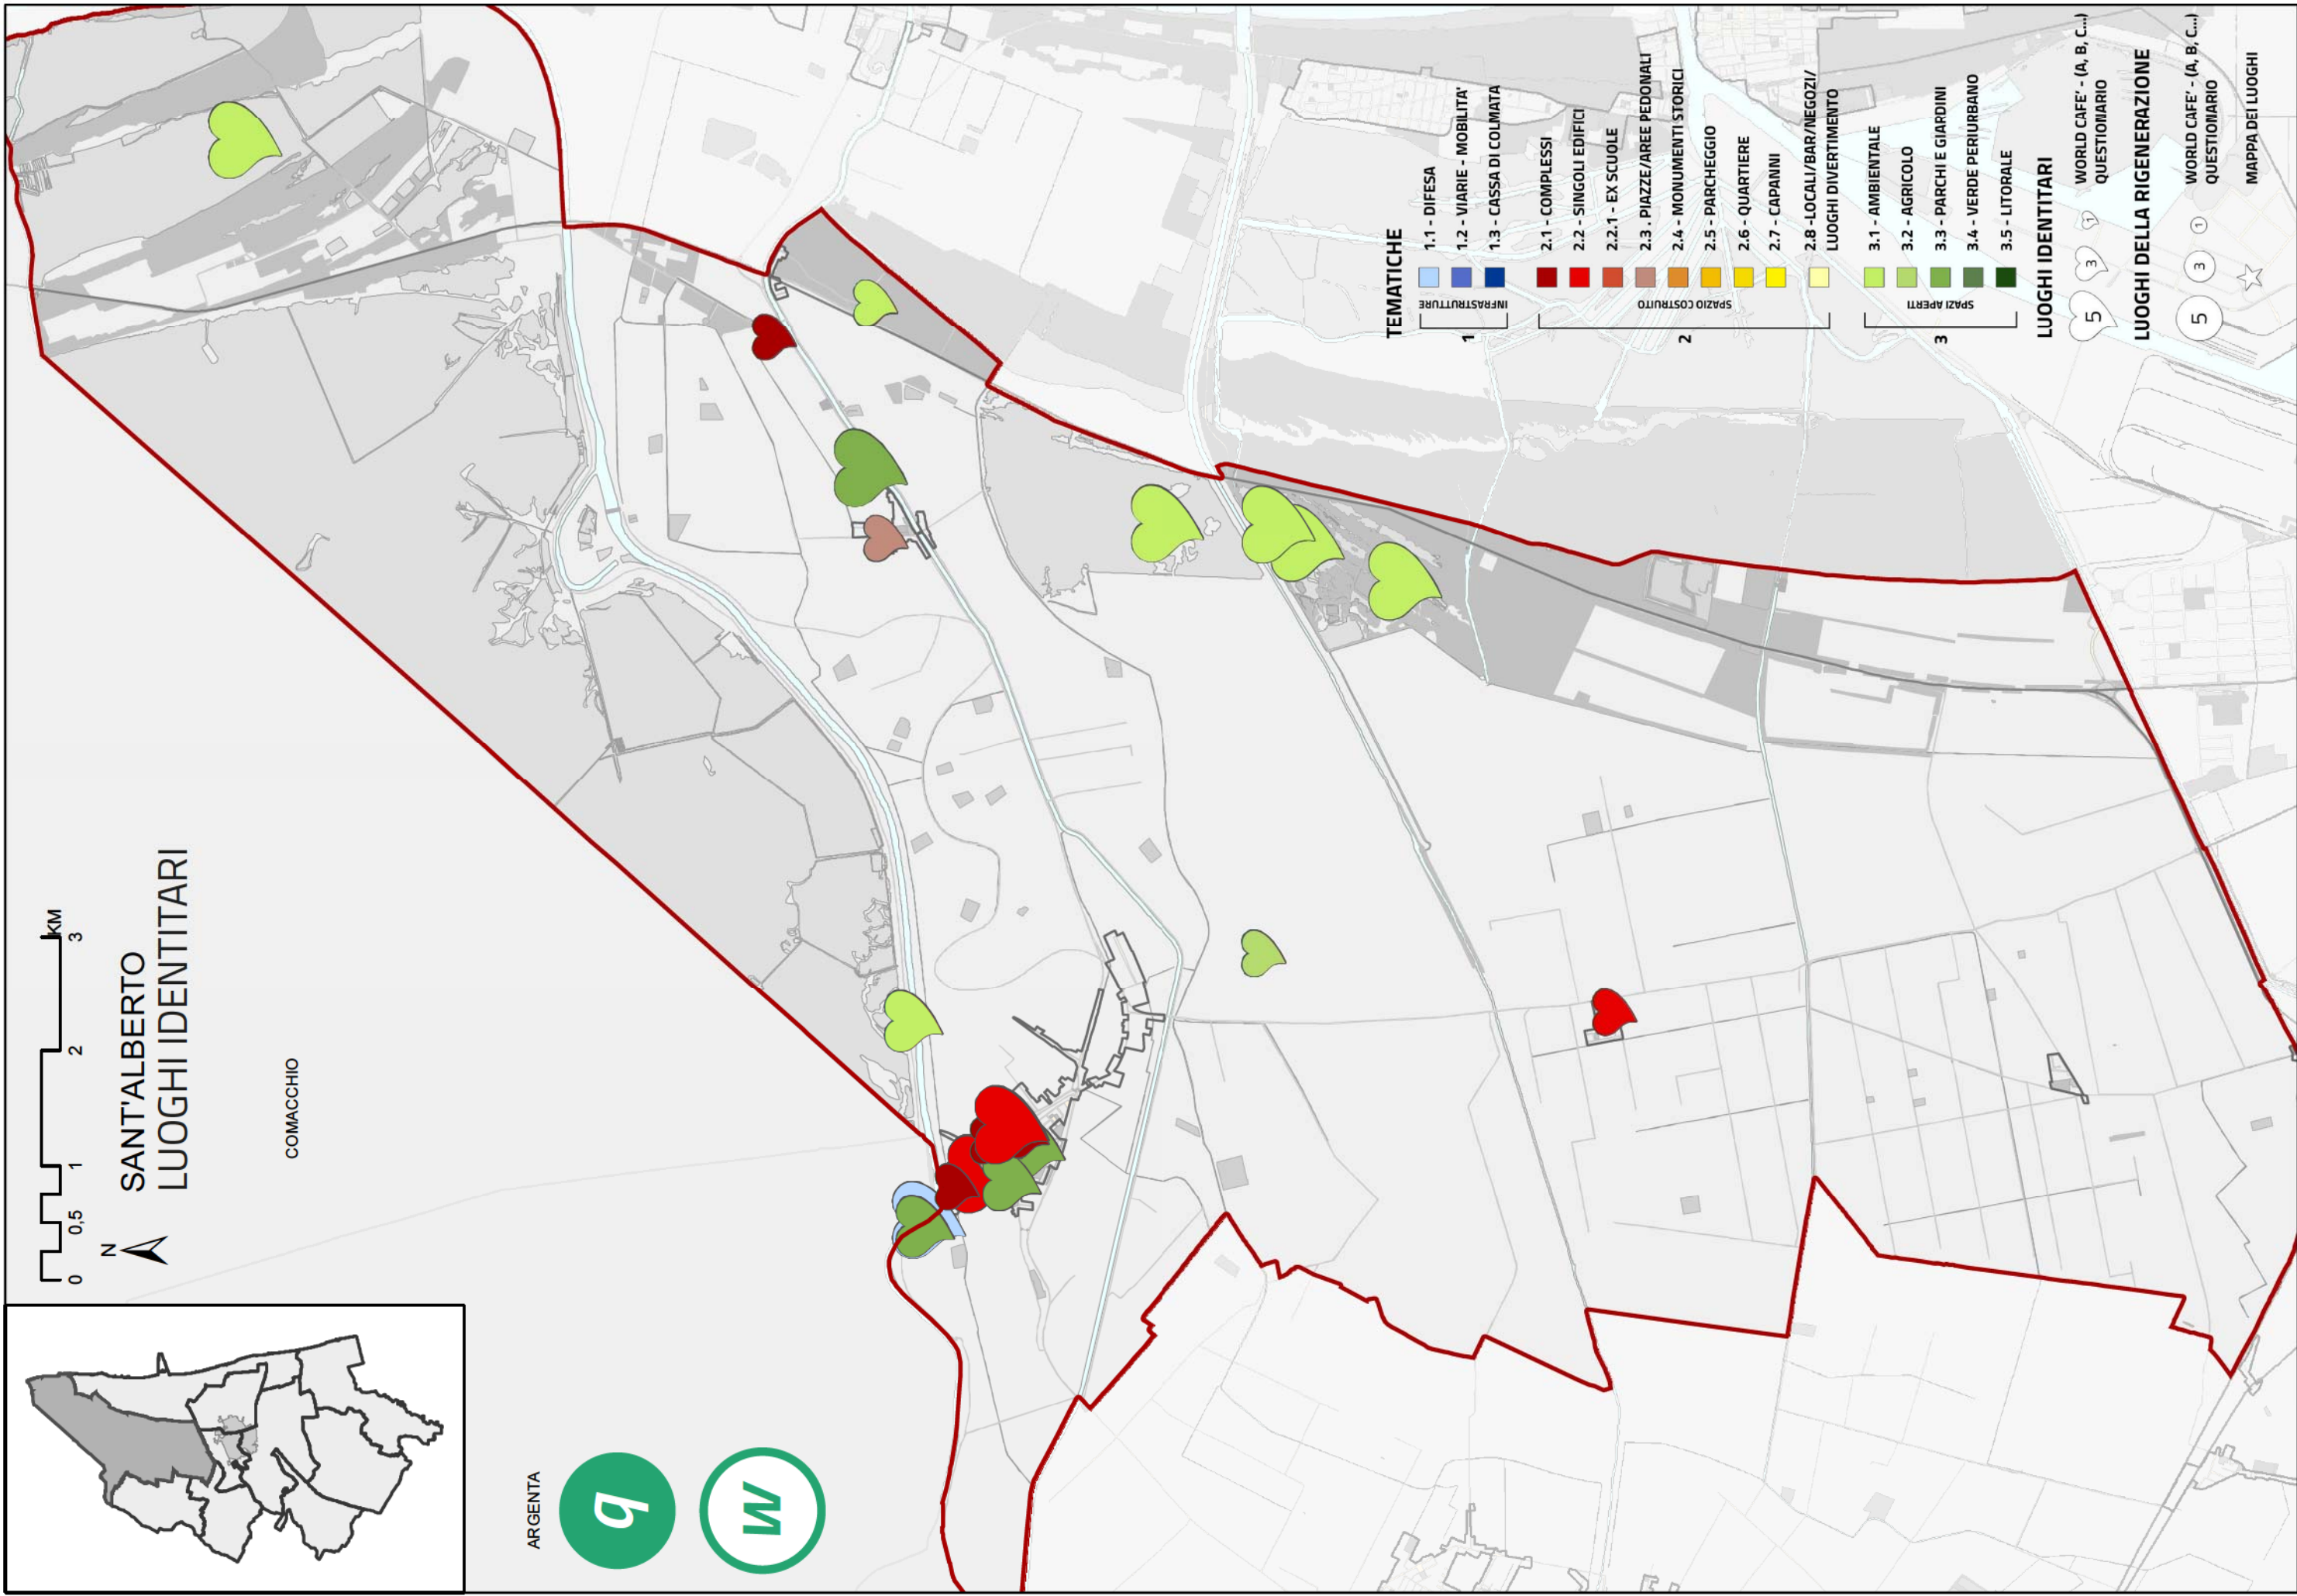 SANT'ALBERTO
LUOGHI IDENTITARI
N
0 0,5 1 2 3
KM
COMACCHIO
ARGENTA
q
w
TEMATICHE
1
INFRASTRUTTURE
1.1 - DIFESA
1.2 - VIARIE - MOBILITA'
1.3 - CASSA DI COLMATA
2
SPAZIO COSTRUITO
2.1 - COMPLESSI
2.2 - SINGOLI EDIFICI
2.2.1 - EX SCUOLE
2.3. PIAZZE/AREE PEDONALI
2.4 - MONUMENTI STORICI
2.5 - PARCHEGGIO
2.6 - QUARTIERE
2.7 - CAPANNI
2.8 -LOCALI/BAR/NEGOZI/
LUOGHI DIVERTIMENTO
3
SPAZI APERTI
3.1 - AMBIENTALE
3.2 - AGRICOLO
3.3 - PARCHI E GIARDINI
3.4 - VERDE PERIURBANO
3.5 - LITORALE
LUOGHI IDENTITARI
5 3 1
WORLD CAFE' - (A, B, C...)
QUESTIONARIO
LUOGHI DELLA RIGENERAZIONE
5 3 1
WORLD CAFE' - (A, B, C...)
QUESTIONARIO
MAPPA DEI LUOGHI